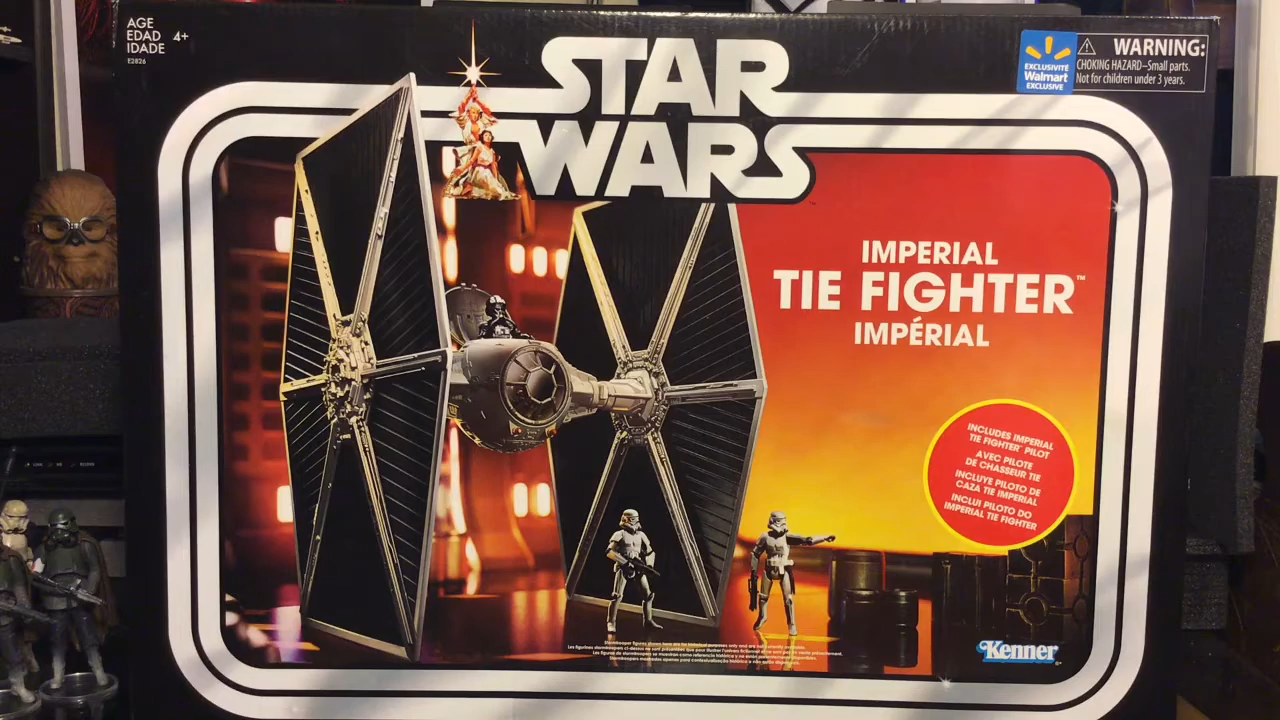 AGE
EDAD 4+
IDADE
E2826
STAR
WARS
EXCLUSIVITÉ
Walmart
EXCLUSIVE
WARNING:
CHOKING HAZARD–Small parts.
Not for children under 3 years.
IMPERIAL
TIE FIGHTER™
IMPÉRIAL
INCLUDES IMPERIAL
TIE FIGHTER™ PILOT
AVEC PILOTE
DE CHASSEUR TIE
INCLUYE PILOTO DE
CAZA TIE IMPERIAL
INCLUI PILOTO DO
IMPERIAL TIE FIGHTER
Kenner